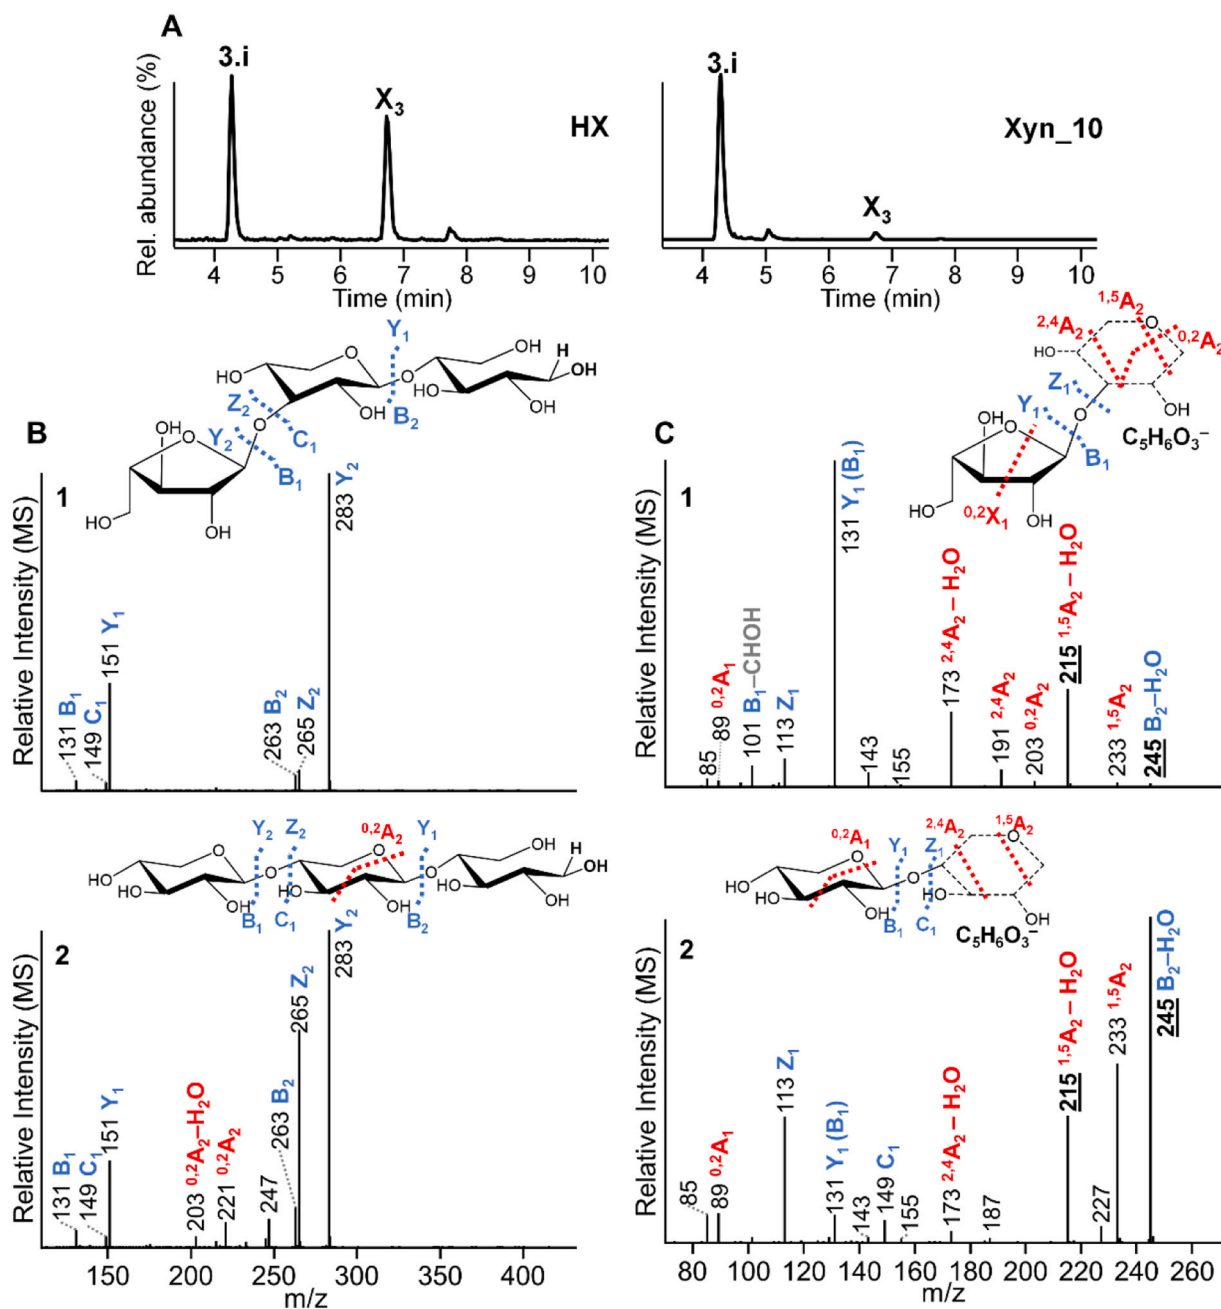 A
3.i
X3
HX
Rel. abundance (%)
4 5 6 7 8 9 10
Time (min)
3.i
X3
Xyn_10
4 5 6 7 8 9 10
Time (min)
B
1
Y1
OH
H
OH
HO
O
O
HO
OH
OH
Z2
OH
B2
C1
OH
O
Y2
O
B1
HO
HO
OH
Relative Intensity (MS)
131 B1
149 C1
151 Y1
263 B2
265 Z2
283 Y2
2
Y2
Z2
0,2A2
Y1
OH
H
OH
O
O
O
O
HO
HO
OH
HO
OH
HO
OH
B1
C1
B2
Relative Intensity (MS)
131 B1
149 C1
151 Y1
203 0,2A2–H2O
221 0,2A2
247
263 B2
265 Z2
283 Y2
150 200 250 300 350 400
m/z
C
1
1,5A2
2,4A2
O
0,2A2
HO
Z1
Y1
OH
OH
O
O
C5H6O3–
B1
HO
0,2X1
OH
Relative Intensity (MS)
85
89 0,2A1
101 B1–CHOH
113 Z1
131 Y1 (B1)
143
155
173 2,4A2 – H2O
191 2,4A2
203 0,2A2
215 1,5A2 – H2O
233 1,5A2
245 B2–H2O
2
0,2A1
Y1
Z1
2,4A2
1,5A2
O
O
O
HO
HO
HO
OH
OH
B1
C1
C5H6O3–
Relative Intensity (MS)
85
89 0,2A1
113 Z1
131 Y1 (B1)
143
149 C1
155
173 2,4A2 – H2O
187
215 1,5A2 – H2O
227
233 1,5A2
245 B2–H2O
80 100 120 140 160 180 200 220 240 260
m/z